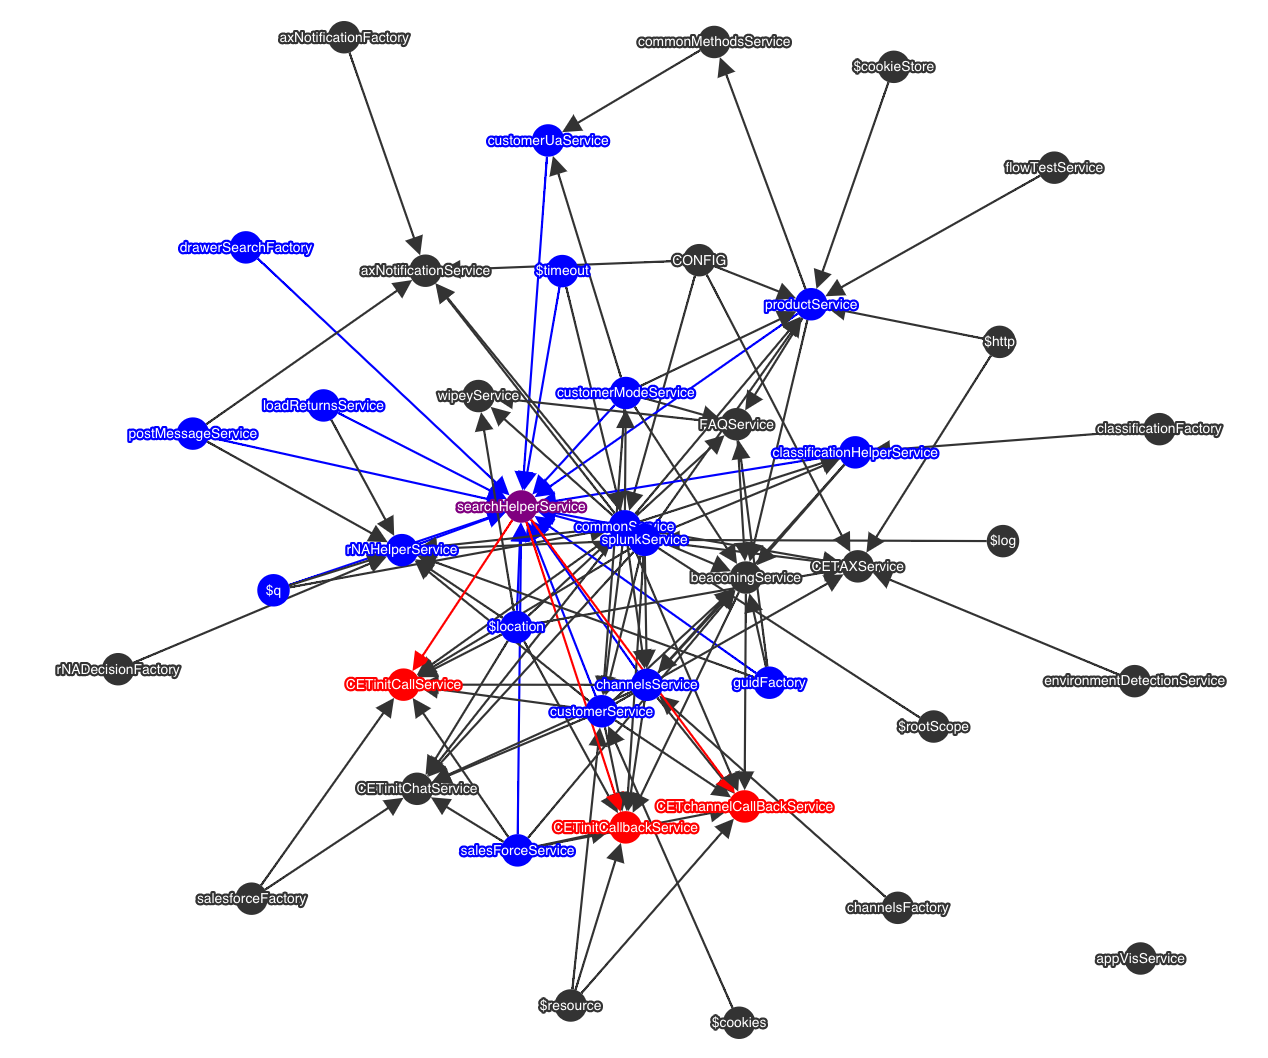 axNotificationFactory
commonMethodsService
$cookieStore
customerUaService
flowTestService
drawerSearchFactory
axNotificationService
$timeout
CONFIG
productService
$http
wipeyService
customerModeService
loadReturnsService
FAQService
postMessageService
classificationFactory
classificationHelperService
searchHelperService
commonService
splunkService
$log
rNAHelperService
CETAXService
beaconingService
$q
$location
rNADecisionFactory
CETinitCallService
channelsService
guidFactory
environmentDetectionService
customerService
$rootScope
CETinitChatService
CETchannelCallBackService
CETinitCallbackService
salesForceService
salesforceFactory
channelsFactory
appVisService
$resource
$cookies